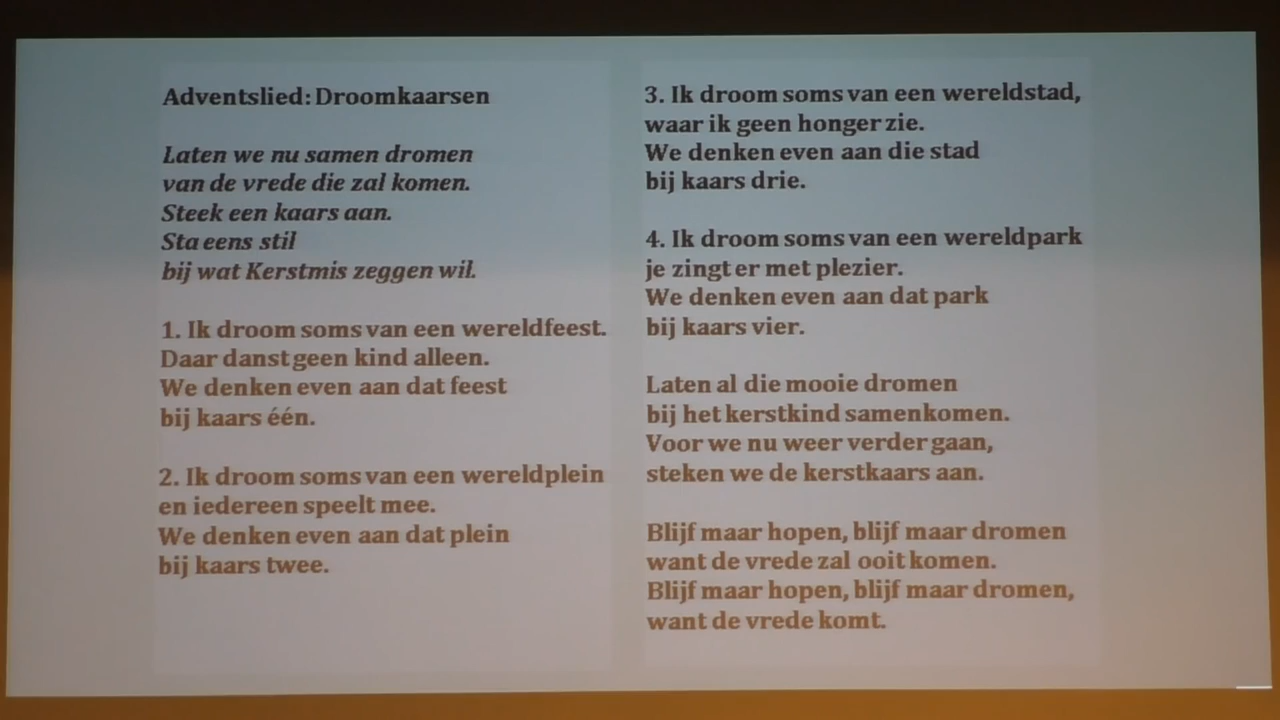 Adventslied: Droomkaarsen
Laten we nu samen dromen
van de vrede die zal komen.
Steek een kaars aan.
Sta eens stil
bij wat Kerstmis zeggen wil.
1. Ik droom soms van een wereldfeest.
Daar danst geen kind alleen.
We denken even aan dat feest
bij kaars één.
2. Ik droom soms van een wereldplein
en iedereen speelt mee.
We denken even aan dat plein
bij kaars twee.
3. Ik droom soms van een wereldstad,
waar ik geen honger zie.
We denken even aan die stad
bij kaars drie.
4. Ik droom soms van een wereldpark
je zingt er met plezier.
We denken even aan dat park
bij kaars vier.
Laten al die mooie dromen
bij het kerstkind samenkomen.
Voor we nu weer verder gaan,
steken we de kerstkaars aan.
Blijf maar hopen, blijf maar dromen
want de vrede zal ooit komen.
Blijf maar hopen, blijf maar dromen,
want de vrede komt.